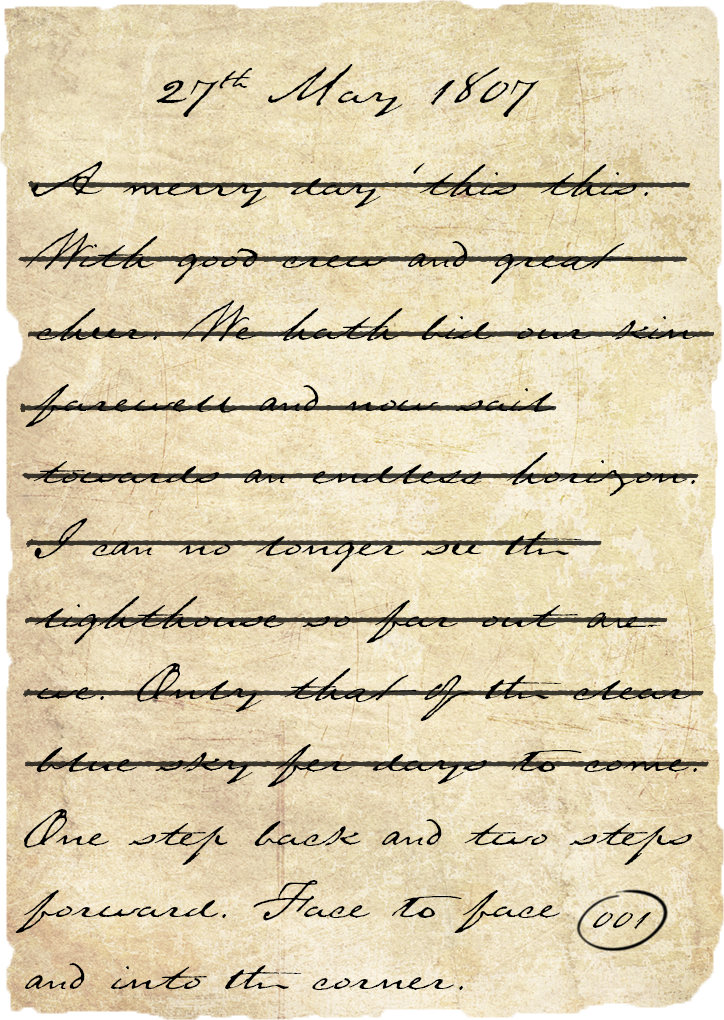 27th May 1807
A merry day 'this this.
With good crew and great
cheer. We hath bid our skin
farewell and now sail
towards an endless horizon.
I can no longer see the
lighthouse so far out are
we. Only that of the clear
blue sky fer days to come.
One step back and two steps
forward. Face to face 001
and into the corner.